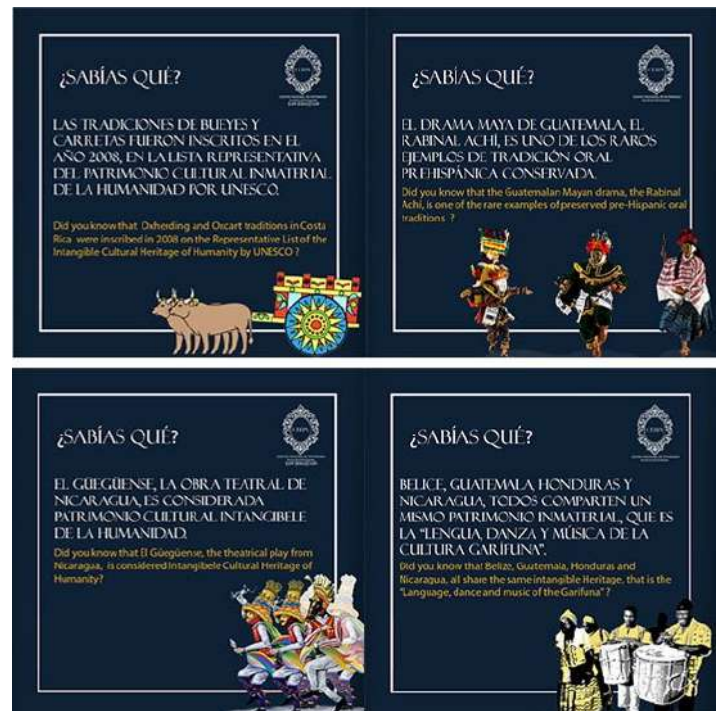 ¿SABÍAS QUÉ?
LAS TRADICIONES DE BUEYES Y
CARRETAS FUERON INSCRITOS EN EL
AÑO 2008, EN LA LISTA REPRESENTATIVA
DEL PATRIMONIO CULTURAL INMATERIAL
DE LA HUMANIDAD POR UNESCO.
Did you know that Oxherding and Oxcart traditions in Costa
Rica were inscribed in 2008 on the Representative List of the
Intangible Cultural Heritage of Humanity by UNESCO ?
¿SABÍAS QUÉ?
EL DRAMA MAYA DE GUATEMALA, EL
RABINAL ACHÍ, ES UNO DE LOS RAROS
EJEMPLOS DE TRADICIÓN ORAL
PREHISPÁNICA CONSERVADA.
Did you know that the Guatemalan Mayan drama, the Rabinal
Achí, is one of the rare examples of preserved pre-Hispanic oral
traditions ?
¿SABÍAS QUÉ?
EL GÜEGÜENSE, LA OBRA TEATRAL DE
NICARAGUA, ES CONSIDERADA
PATRIMONIO CULTURAL INTANGIBELE
DE LA HUMANIDAD.
Did you know that El Güegüense, the theatrical play from
Nicaragua, is considered Intangibele Cultural Heritage of
Humanity?
¿SABÍAS QUÉ?
BELICE, GUATEMALA, HONDURAS Y
NICARAGUA, TODOS COMPARTEN UN
MISMO PATRIMONIO INMATERIAL, QUE ES
LA "LENGUA, DANZA Y MÚSICA DE LA
CULTURA GARÍFUNA".
Did you know that Belize, Guatemala, Honduras and
Nicaragua, all share the same intangible Heritage, that is the
"Language, dance and music of the Garifuna" ?